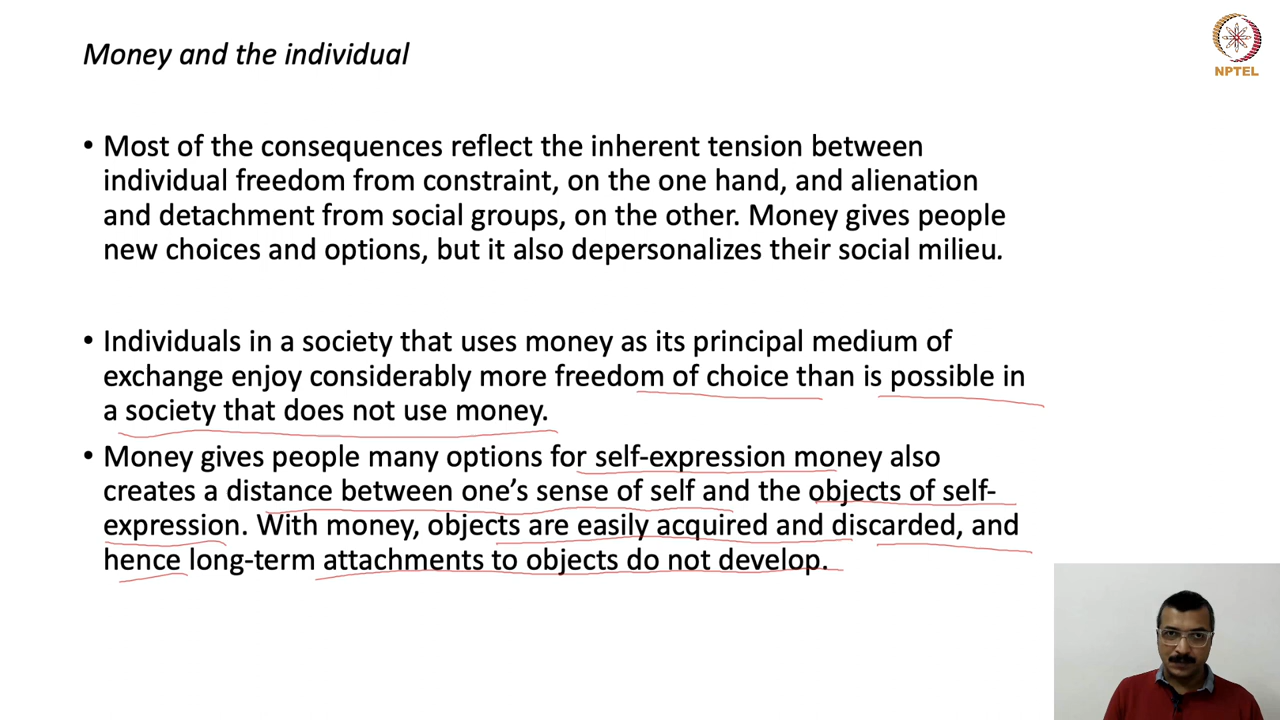 Money and the individual
NPTEL
• Most of the consequences reflect the inherent tension between
individual freedom from constraint, on the one hand, and alienation
and detachment from social groups, on the other. Money gives people
new choices and options, but it also depersonalizes their social milieu.
• Individuals in a society that uses money as its principal medium of
exchange enjoy considerably more freedom of choice than is possible in
a society that does not use money.
• Money gives people many options for self-expression money also
creates a distance between one's sense of self and the objects of self-
expression. With money, objects are easily acquired and discarded, and
hence long-term attachments to objects do not develop.